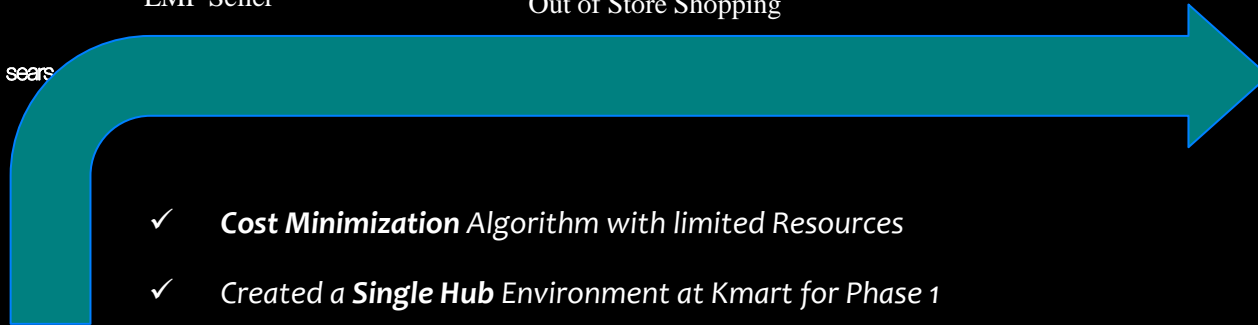 Seller
Out of Store Shopping
sears
✓ Cost Minimization Algorithm with limited Resources
✓ Created a Single Hub Environment at Kmart for Phase 1